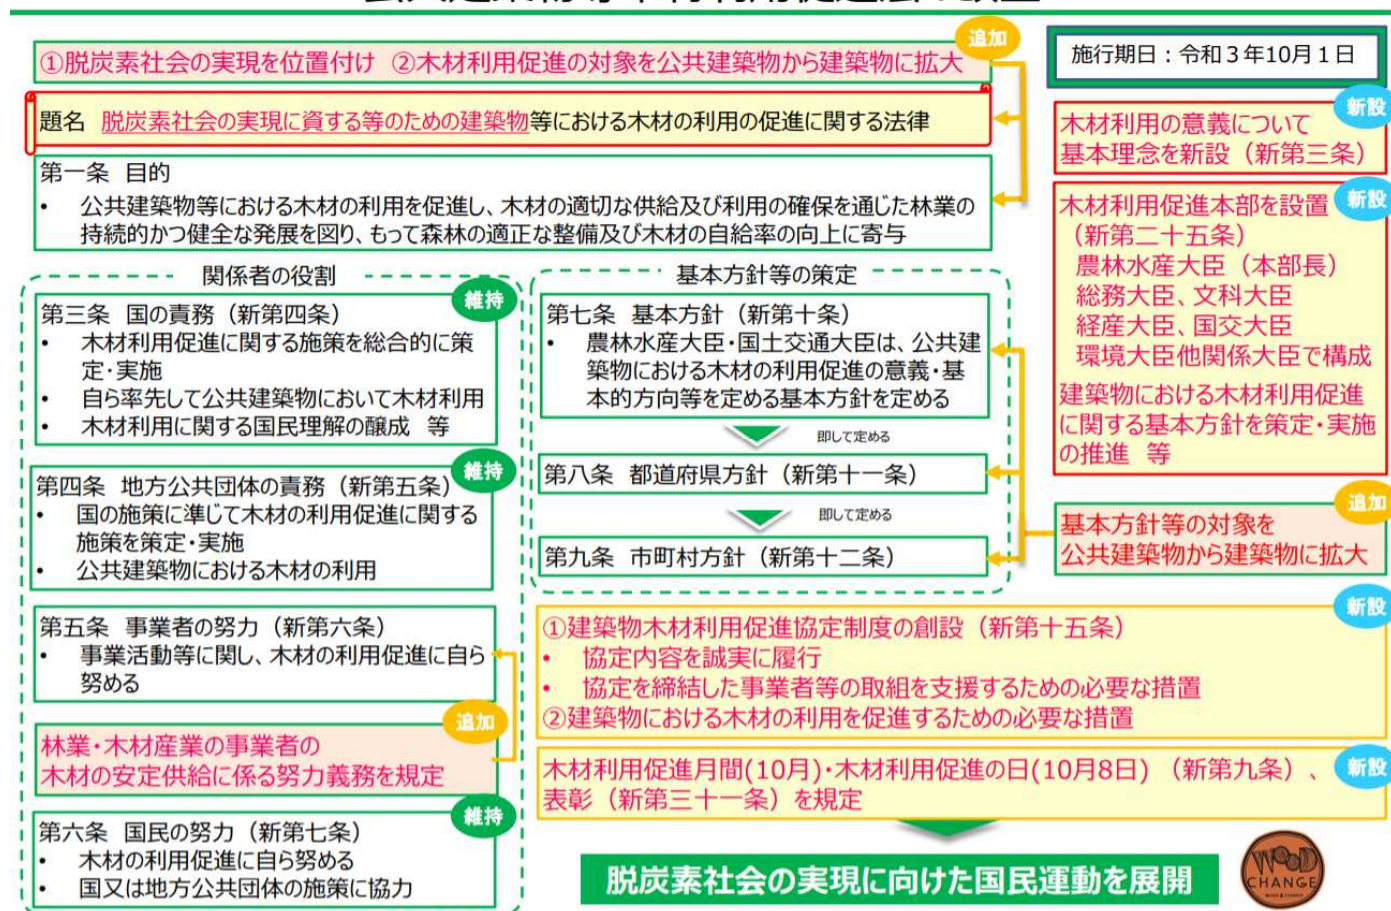 追加
①脱炭素社会の実現を位置付け ②木材利用促進の対象を公共建築物から建築物に拡大
題名 脱炭素社会の実現に資する等のための建築物等における木材の利用の促進に関する法律
第一条 目的
• 公共建築物等における木材の利用を促進し、木材の適切な供給及び利用の確保を通じた林業の
持続的かつ健全な発展を図り、もって森林の適正な整備及び木材の自給率の向上に寄与
施行期日：令和３年10月１日
新設
木材利用の意義について
基本理念を新設（新第三条）
新設
木材利用促進本部を設置
（新第二十五条）
農林水産大臣（本部長）
総務大臣、文科大臣
経産大臣、国交大臣
環境大臣他関係大臣で構成
建築物における木材利用促進
に関する基本方針を策定・実施
の推進 等
関係者の役割
維持
第三条 国の責務（新第四条）
• 木材利用促進に関する施策を総合的に策
定・実施
• 自ら率先して公共建築物において木材利用
• 木材利用に関する国民理解の醸成 等
維持
第四条 地方公共団体の責務（新第五条）
• 国の施策に準じて木材の利用促進に関する
施策を策定・実施
• 公共建築物における木材の利用
第五条 事業者の努力（新第六条）
• 事業活動等に関し、木材の利用促進に自ら
努める
追加
林業・木材産業の事業者の
木材の安定供給に係る努力義務を規定
維持
第六条 国民の努力（新第七条）
• 木材の利用促進に自ら努める
• 国又は地方公共団体の施策に協力
基本方針等の策定
第七条 基本方針（新第十条）
• 農林水産大臣・国土交通大臣は、公共建
築物における木材の利用促進の意義・基
本的方向等を定める基本方針を定める
即して定める
第八条 都道府県方針（新第十一条）
即して定める
第九条 市町村方針（新第十二条）
追加
基本方針等の対象を
公共建築物から建築物に拡大
新設
①建築物木材利用促進協定制度の創設（新第十五条）
• 協定内容を誠実に履行
• 協定を締結した事業者等の取組を支援するための必要な措置
②建築物における木材の利用を促進するための必要な措置
新設
木材利用促進月間(10月)・木材利用促進の日(10月8日)（新第九条）、
表彰（新第三十一条）を規定
脱炭素社会の実現に向けた国民運動を展開
WOOD
CHANGE